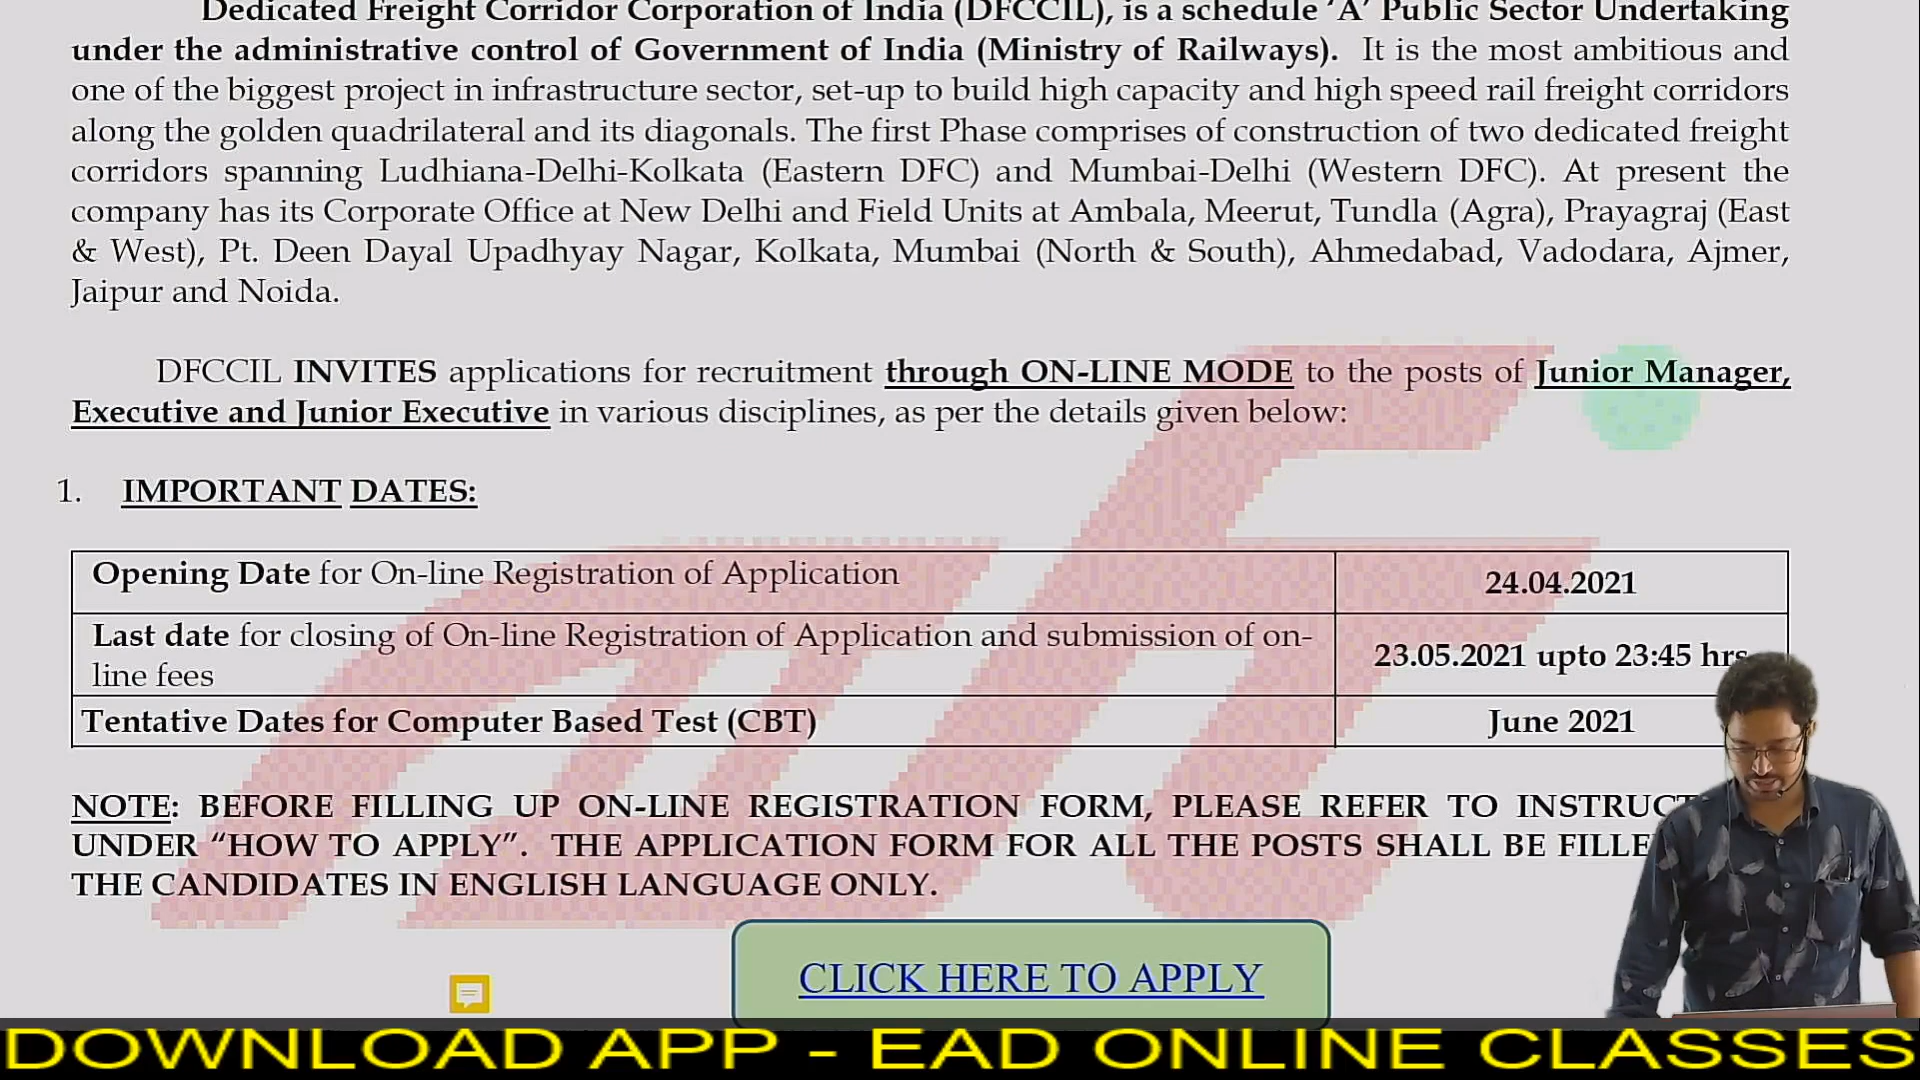 Dedicated Freight Corridor Corporation of India (DFCCIL), is a schedule ‘A’ Public Sector Undertaking
under the administrative control of Government of India (Ministry of Railways). It is the most ambitious and
one of the biggest project in infrastructure sector, set-up to build high capacity and high speed rail freight corridors
along the golden quadrilateral and its diagonals. The first Phase comprises of construction of two dedicated freight
corridors spanning Ludhiana-Delhi-Kolkata (Eastern DFC) and Mumbai-Delhi (Western DFC). At present the
company has its Corporate Office at New Delhi and Field Units at Ambala, Meerut, Tundla (Agra), Prayagraj (East
& West), Pt. Deen Dayal Upadhyay Nagar, Kolkata, Mumbai (North & South), Ahmedabad, Vadodara, Ajmer,
Jaipur and Noida.
DFCCIL INVITES applications for recruitment through ON-LINE MODE to the posts of Junior Manager,
Executive and Junior Executive in various disciplines, as per the details given below:
1. IMPORTANT DATES:
Opening Date for On-line Registration of Application 24.04.2021
Last date for closing of On-line Registration of Application and submission of on-
line fees 23.05.2021 upto 23:45 hrs
Tentative Dates for Computer Based Test (CBT) June 2021
NOTE: BEFORE FILLING UP ON-LINE REGISTRATION FORM, PLEASE REFER TO INSTRUCT
UNDER “HOW TO APPLY”. THE APPLICATION FORM FOR ALL THE POSTS SHALL BE FILLE
THE CANDIDATES IN ENGLISH LANGUAGE ONLY.
CLICK HERE TO APPLY
DOWNLOAD APP - EAD ONLINE CLASSES